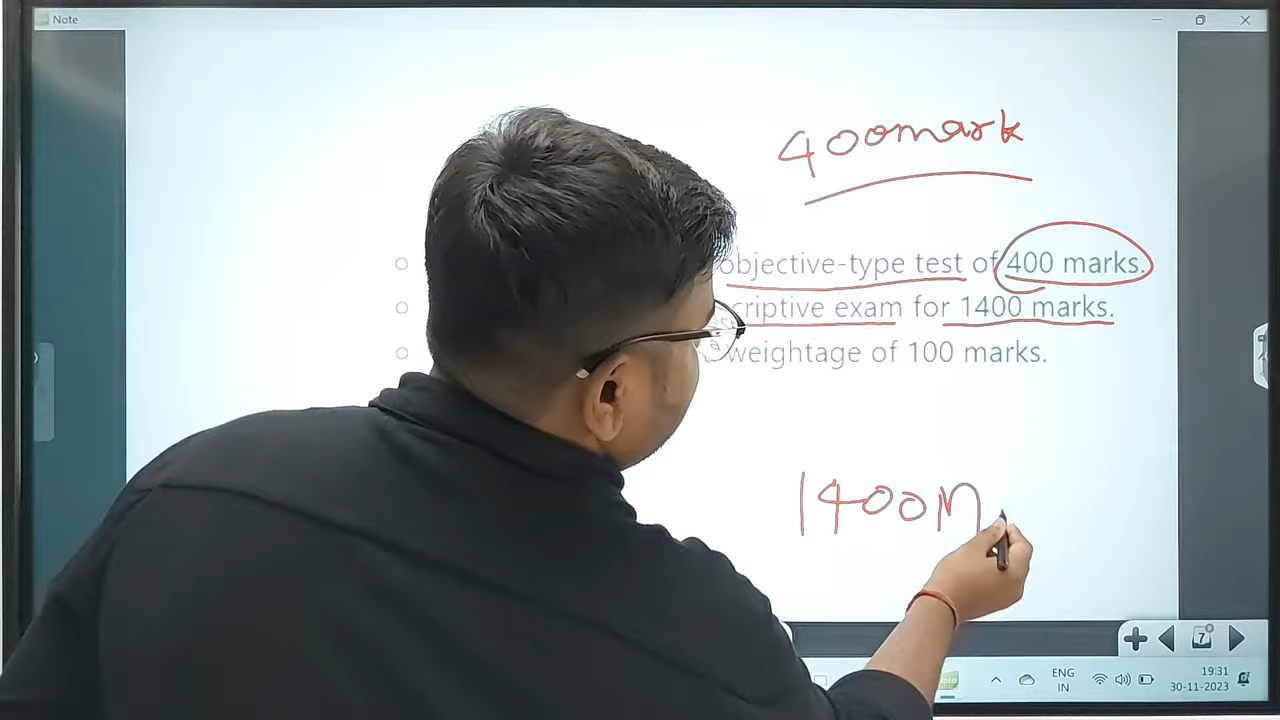 Note
400mark
objective-type test of 400 marks.
criptive exam for 1400 marks.
weightage of 100 marks.
1400m
7
ENG
IN
19:31
30-11-2023